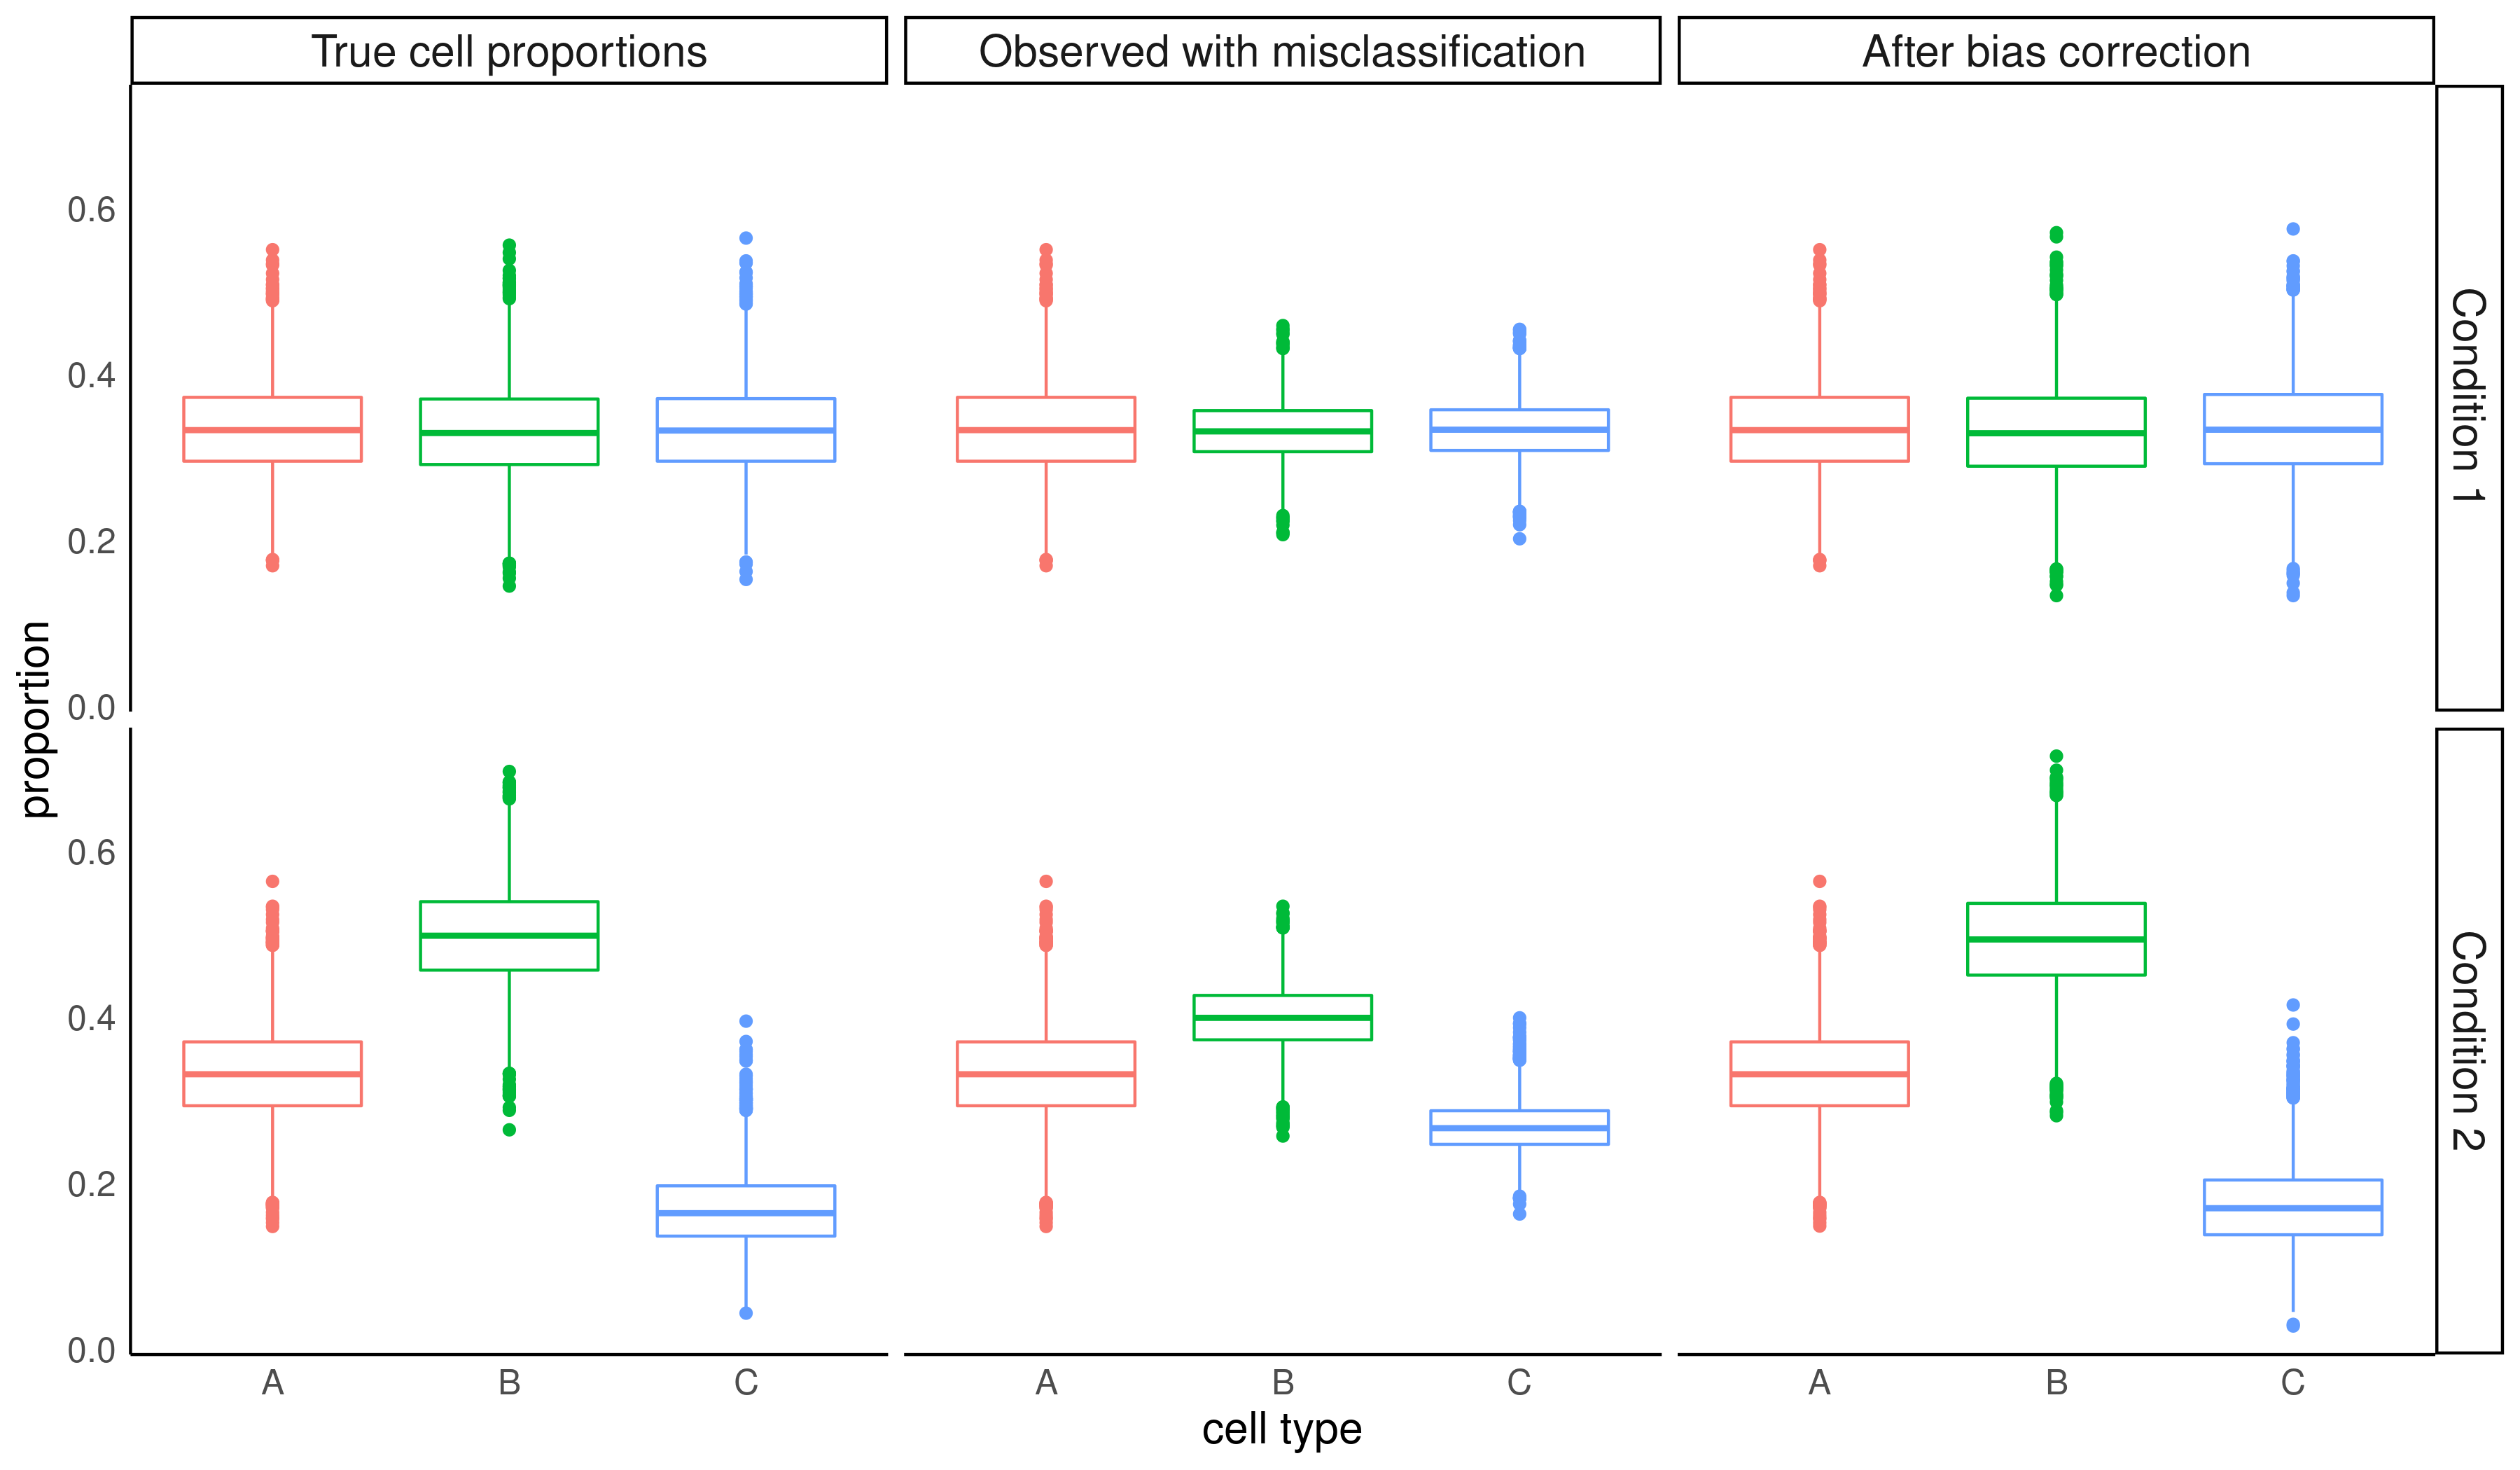 True cell proportions
Observed with misclassification
After bias correction
proportion
0.6
0.4
0.2
0.0
Condition 1
0.6
0.4
0.2
0.0
Condition 2
A
B
C
A
B
C
A
B
C
cell type